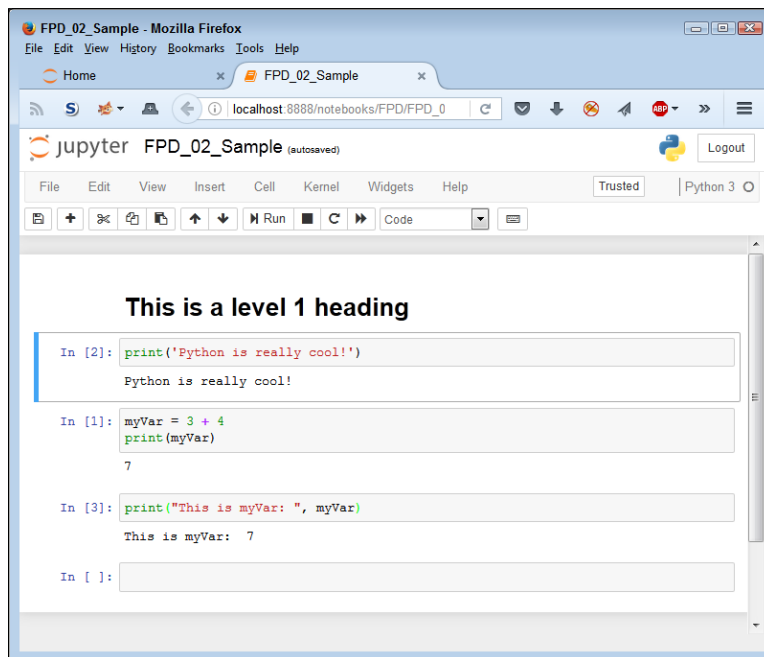 FPD_02_Sample - Mozilla Firefox
File Edit View History Bookmarks Tools Help
Home × FPD_02_Sample ×
S ABP localhost:8888/notebooks/FPD/FPD_0
jupyter FPD_02_Sample (autosaved) Logout
File Edit View Insert Cell Kernel Widgets Help Trusted Python 3
Run Code
This is a level 1 heading
In [2]: print('Python is really cool!')
Python is really cool!
In [1]: myVar = 3 + 4
print(myVar)
7
In [3]: print("This is myVar: ", myVar)
This is myVar:  7
In [ ]: